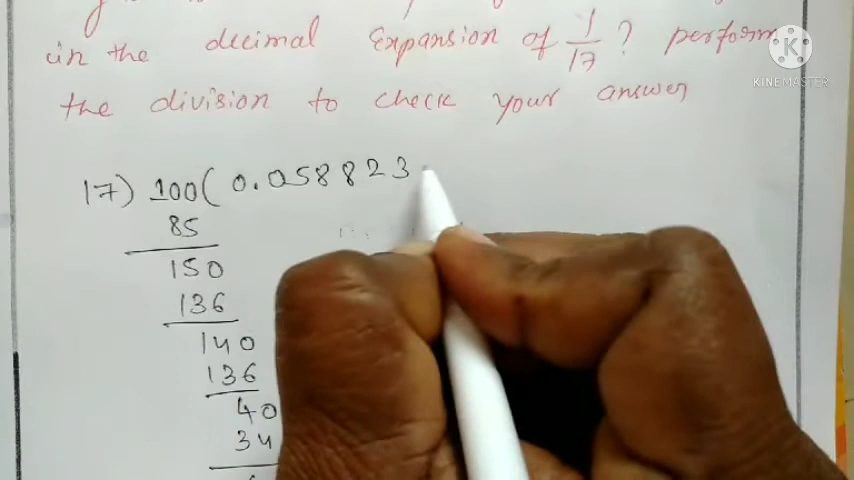 in the decimal Expansion of 1/17? perform
KINEMASTER
the division to check your answer
17) 100( 0.058823
85
150
136
140
136
40
34